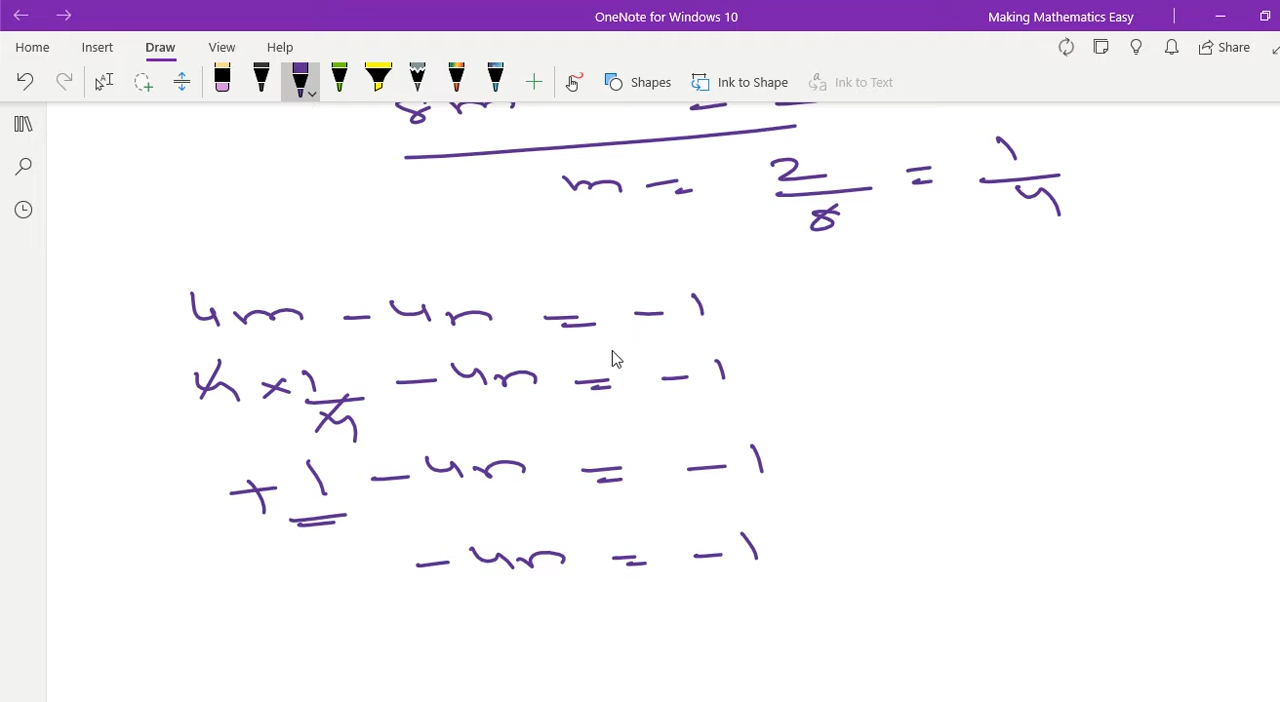 OneNote for Windows 10
Making Mathematics Easy
Home Insert Draw View Help
Share
Shapes Ink to Shape Ink to Text
8m =
m = 2/8 = 1/4
4m - 4n = - 1
4 × 1/4 - 4n = - 1
+ 1 - 4n = - 1
- 4n = - 1